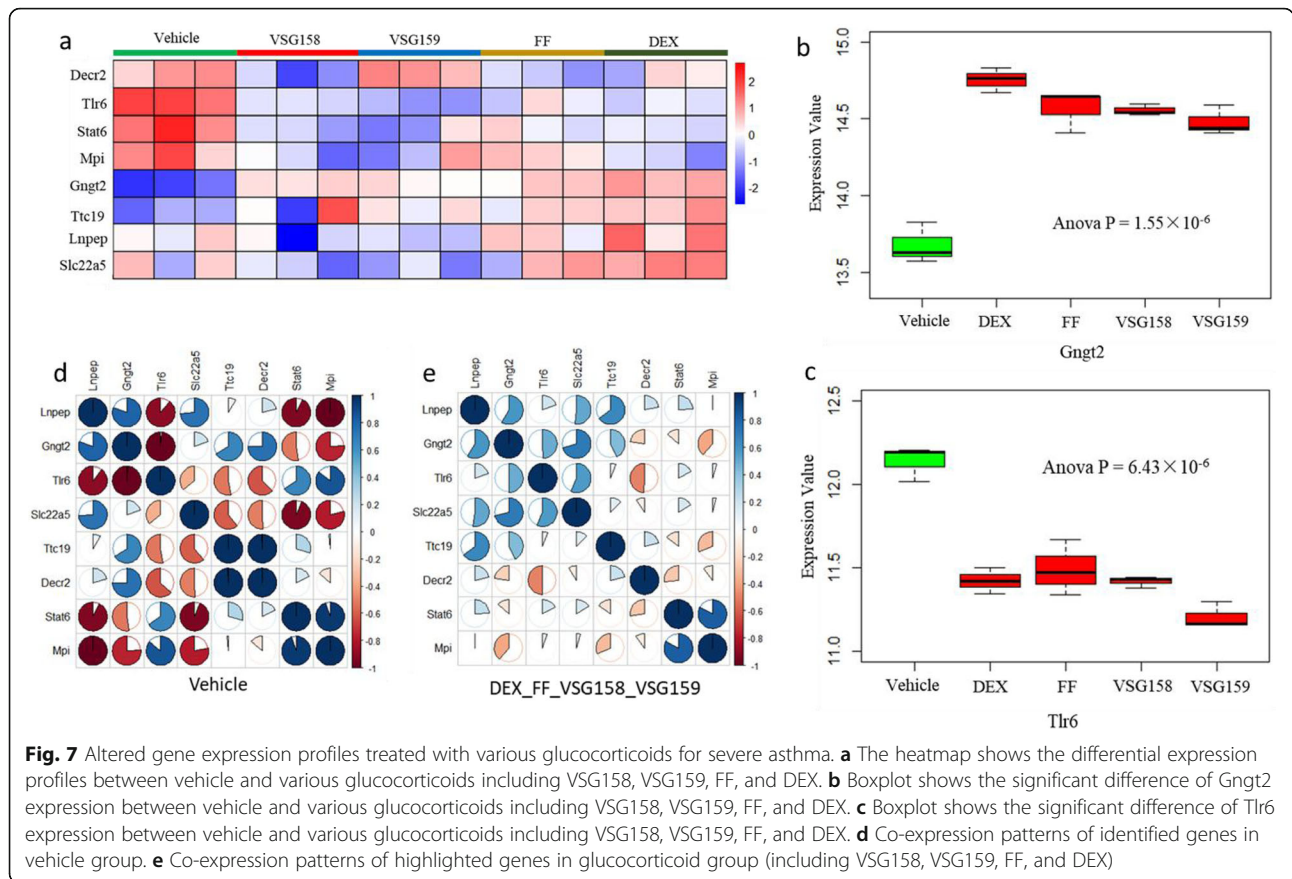 a
Vehicle VSG158 VSG159 FF DEX
Decr2
Tlr6
Stat6
Mpi
Gngt2
Ttc19
Lnpep
Slc22a5
2
1
0
-1
-2
b
15.0
14.5
14.0
13.5
Expression Value
Anova P = 1.55×10⁻⁶
Vehicle DEX FF VSG158 VSG159
Gngt2
c
12.5
12.0
11.5
11.0
Expression Value
Anova P = 6.43×10⁻⁶
Vehicle DEX FF VSG158 VSG159
Tlr6
d
Lnpep Gngt2 Tlr6 Slc22a5 Ttc19 Decr2 Stat6 Mpi
Lnpep
Gngt2
Tlr6
Slc22a5
Ttc19
Decr2
Stat6
Mpi
1
0.8
0.6
0.4
0.2
0
-0.2
-0.4
-0.6
-0.8
-1
Vehicle
e
Lnpep Gngt2 Tlr6 Slc22a5 Ttc19 Decr2 Stat6 Mpi
Lnpep
Gngt2
Tlr6
Slc22a5
Ttc19
Decr2
Stat6
Mpi
1
0.8
0.6
0.4
0.2
0
-0.2
-0.4
-0.6
-0.8
-1
DEX_FF_VSG158_VSG159
Fig. 7 Altered gene expression profiles treated with various glucocorticoids for severe asthma. a The heatmap shows the differential expression
profiles between vehicle and various glucocorticoids including VSG158, VSG159, FF, and DEX. b Boxplot shows the significant difference of Gngt2
expression between vehicle and various glucocorticoids including VSG158, VSG159, FF, and DEX. c Boxplot shows the significant difference of Tlr6
expression between vehicle and various glucocorticoids including VSG158, VSG159, FF, and DEX. d Co-expression patterns of identified genes in
vehicle group. e Co-expression patterns of highlighted genes in glucocorticoid group (including VSG158, VSG159, FF, and DEX)